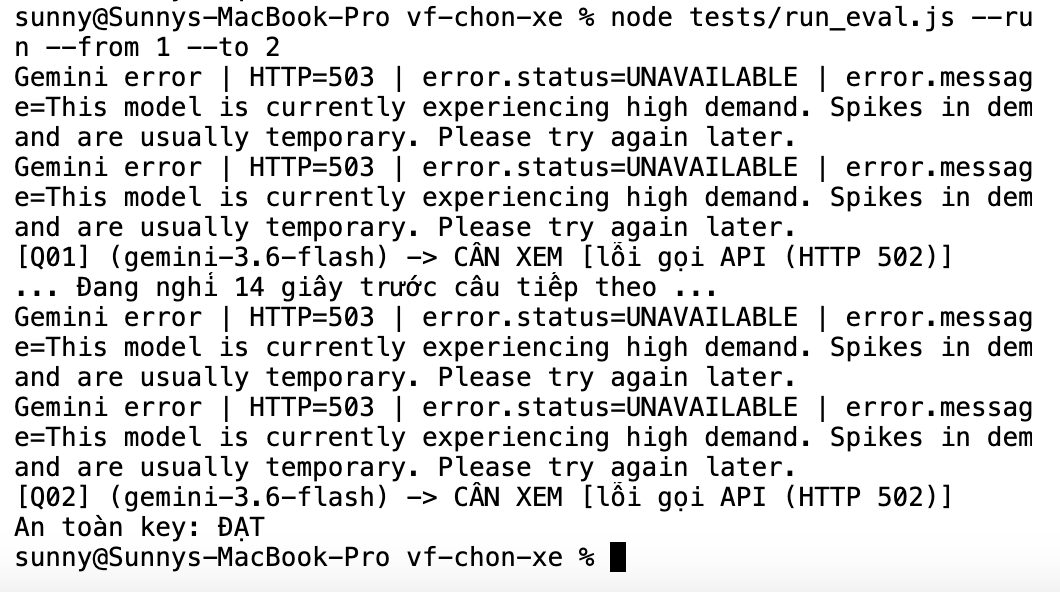 sunny@Sunnys-MacBook-Pro vf-chon-xe % node tests/run_eval.js --ru
n --from 1 --to 2
Gemini error | HTTP=503 | error.status=UNAVAILABLE | error.messag
e=This model is currently experiencing high demand. Spikes in dem
and are usually temporary. Please try again later.
Gemini error | HTTP=503 | error.status=UNAVAILABLE | error.messag
e=This model is currently experiencing high demand. Spikes in dem
and are usually temporary. Please try again later.
[Q01] (gemini-3.6-flash) -> CẦN XEM [lỗi gọi API (HTTP 502)]
... Đang nghỉ 14 giây trước câu tiếp theo ...
Gemini error | HTTP=503 | error.status=UNAVAILABLE | error.messag
e=This model is currently experiencing high demand. Spikes in dem
and are usually temporary. Please try again later.
Gemini error | HTTP=503 | error.status=UNAVAILABLE | error.messag
e=This model is currently experiencing high demand. Spikes in dem
and are usually temporary. Please try again later.
[Q02] (gemini-3.6-flash) -> CẦN XEM [lỗi gọi API (HTTP 502)]
An toàn key: ĐẠT
sunny@Sunnys-MacBook-Pro vf-chon-xe %